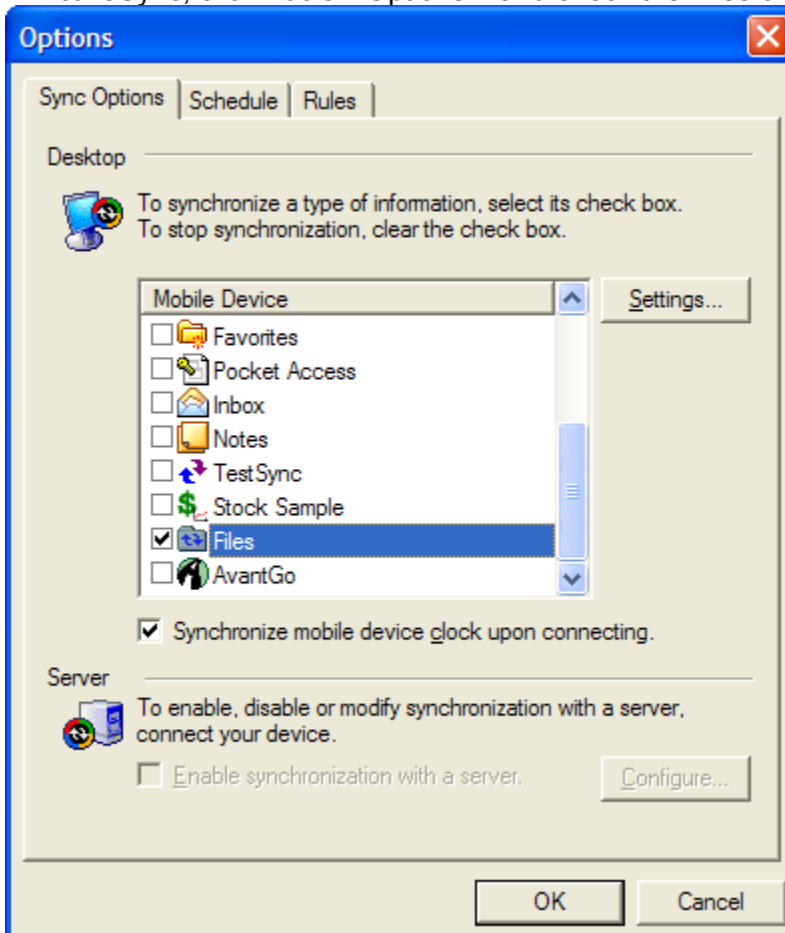 Options
Sync Options Schedule Rules
Desktop
To synchronize a type of information, select its check box.
To stop synchronization, clear the check box.
Mobile Device
Settings...
Favorites
Pocket Access
Inbox
Notes
TestSync
Stock Sample
Files
AvantGo
Synchronize mobile device clock upon connecting.
Server
To enable, disable or modify synchronization with a server,
connect your device.
Enable synchronization with a server.
Configure...
OK Cancel